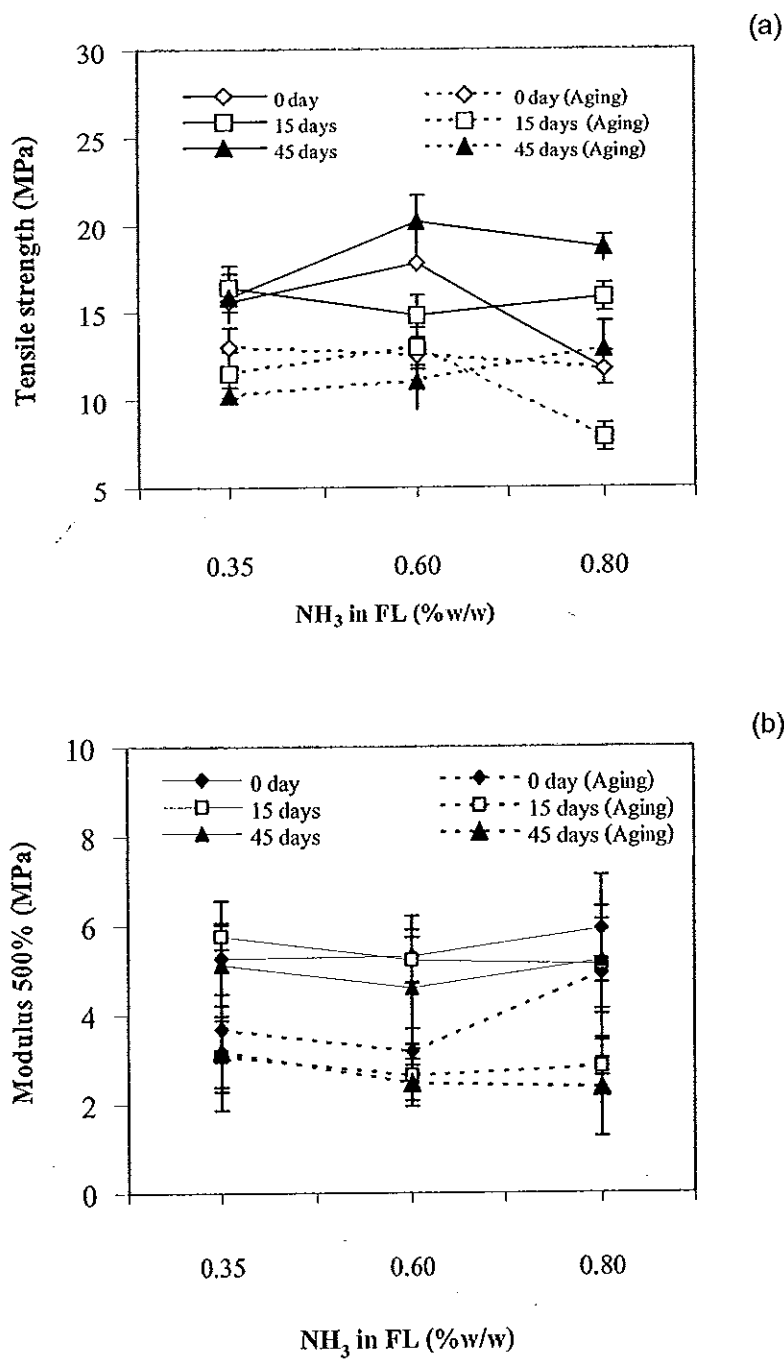 (a)
30
25
20
15
10
5
Tensile strength (MPa)
0 day
15 days
45 days
0 day (Aging)
15 days (Aging)
45 days (Aging)
0.35 0.60 0.80
NH₃ in FL (%w/w)
(b)
10
8
6
4
2
0
Modulus 500% (MPa)
0 day
15 days
45 days
0 day (Aging)
15 days (Aging)
45 days (Aging)
0.35 0.60 0.80
NH₃ in FL (%w/w)